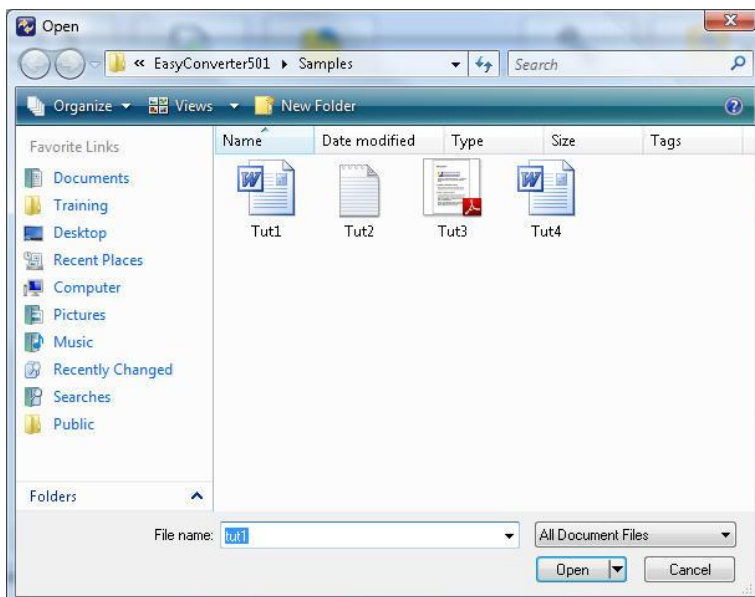 Open
« EasyConverter501 ▸ Samples
Search
Organize Views New Folder
Favorite Links
Name Date modified Type Size Tags
Documents
Training
Desktop
Recent Places
Computer
Pictures
Music
Recently Changed
Searches
Public
Tut1 Tut2 Tut3 Tut4
Folders
File name: tut1
All Document Files
Open Cancel